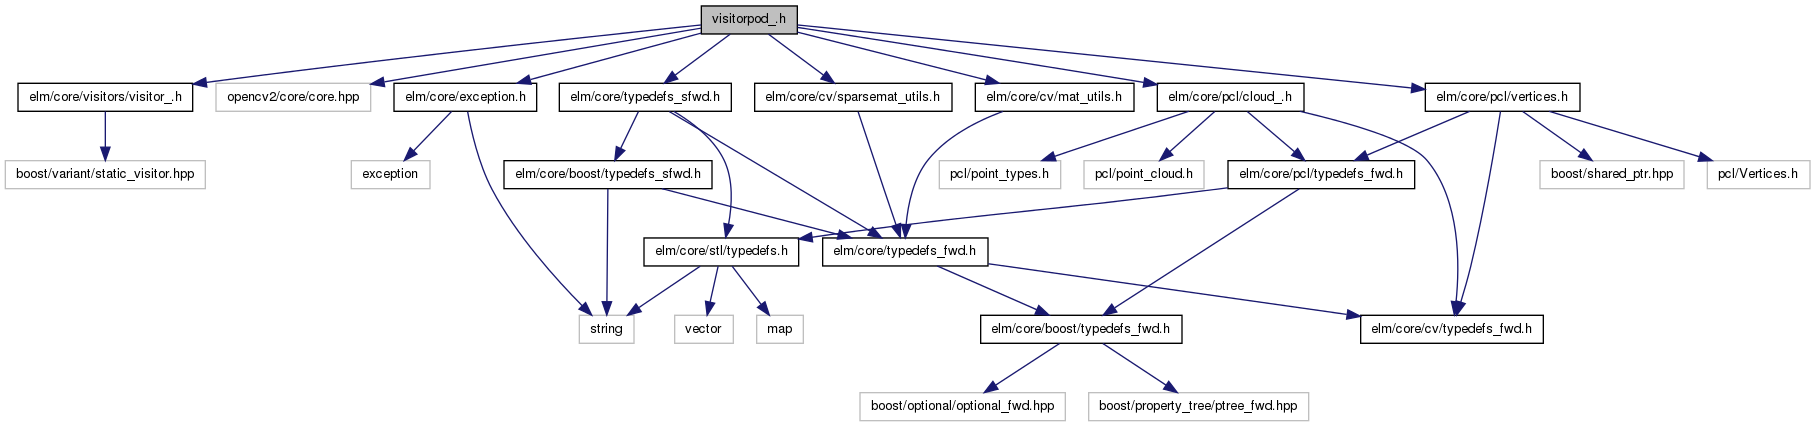 visitorpod_.h
elm/core/visitors/visitor_.h
opencv2/core/core.hpp
elm/core/exception.h
elm/core/typedefs_sfwd.h
elm/core/cv/sparsemat_utils.h
elm/core/cv/mat_utils.h
elm/core/pcl/cloud_.h
elm/core/pcl/vertices.h
boost/variant/static_visitor.hpp
exception
elm/core/boost/typedefs_sfwd.h
pcl/point_types.h
pcl/point_cloud.h
elm/core/pcl/typedefs_fwd.h
boost/shared_ptr.hpp
pcl/Vertices.h
elm/core/stl/typedefs.h
elm/core/typedefs_fwd.h
string
vector
map
elm/core/boost/typedefs_fwd.h
elm/core/cv/typedefs_fwd.h
boost/optional/optional_fwd.hpp
boost/property_tree/ptree_fwd.hpp